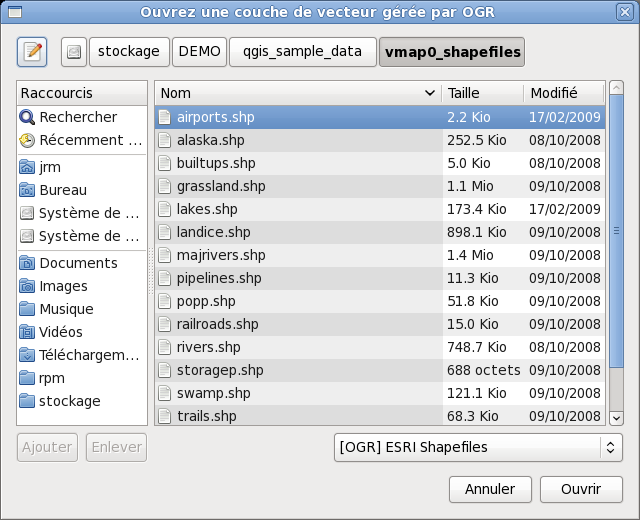 Ouvrez une couche de vecteur gérée par OGR
stockage DEMO qgis_sample_data vmap0_shapefiles
Raccourcis
Rechercher
Récemment ...
jrm
Bureau
Système de ...
Système de ...
Documents
Images
Musique
Vidéos
Téléchargem...
rpm
stockage
Nom Taille Modifié
airports.shp 2.2 Kio 17/02/2009
alaska.shp 252.5 Kio 08/10/2008
builtups.shp 5.0 Kio 08/10/2008
grassland.shp 1.1 Mio 09/10/2008
lakes.shp 173.4 Kio 17/02/2009
landice.shp 898.1 Kio 09/10/2008
majrivers.shp 1.4 Mio 09/10/2008
pipelines.shp 11.3 Kio 09/10/2008
popp.shp 51.8 Kio 09/10/2008
railroads.shp 15.0 Kio 09/10/2008
rivers.shp 748.7 Kio 08/10/2008
storagep.shp 688 octets 09/10/2008
swamp.shp 121.1 Kio 09/10/2008
trails.shp 68.3 Kio 09/10/2008
Ajouter Enlever
[OGR] ESRI Shapefiles
Annuler Ouvrir